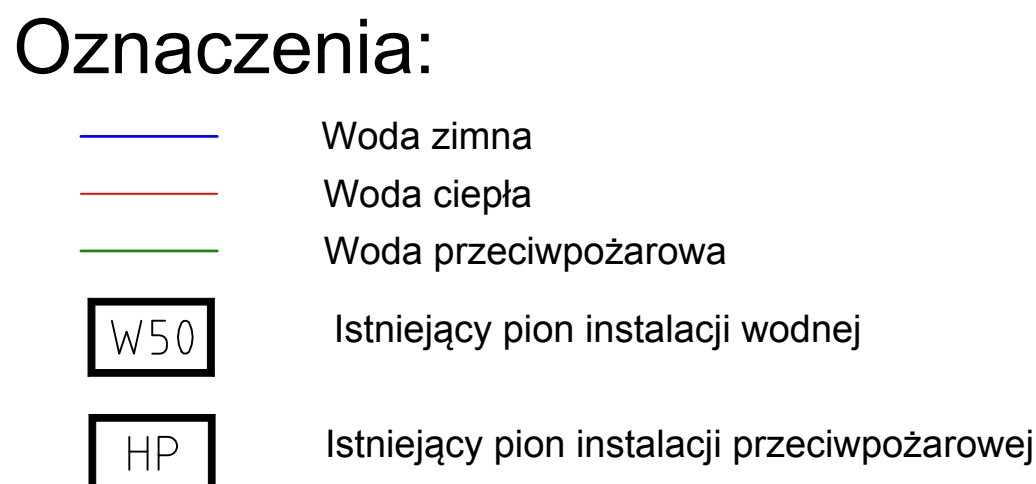 Oznaczenia:
Woda zimna
Woda ciepła
Woda przeciwpożarowa
W50 Istniejący pion instalacji wodnej
HP Istniejący pion instalacji przeciwpożarowej